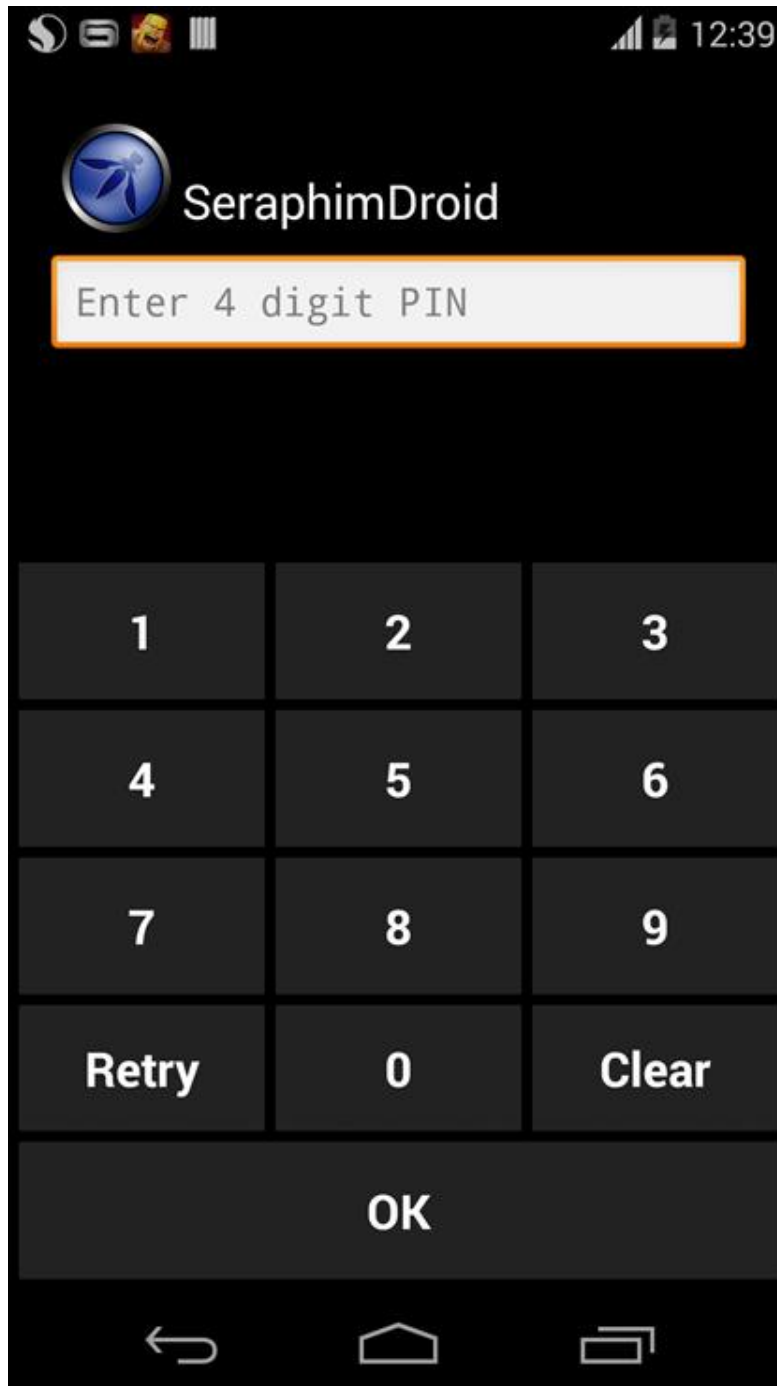 12:39
SeraphimDroid
Enter 4 digit PIN
1 2 3
4 5 6
7 8 9
Retry 0 Clear
OK